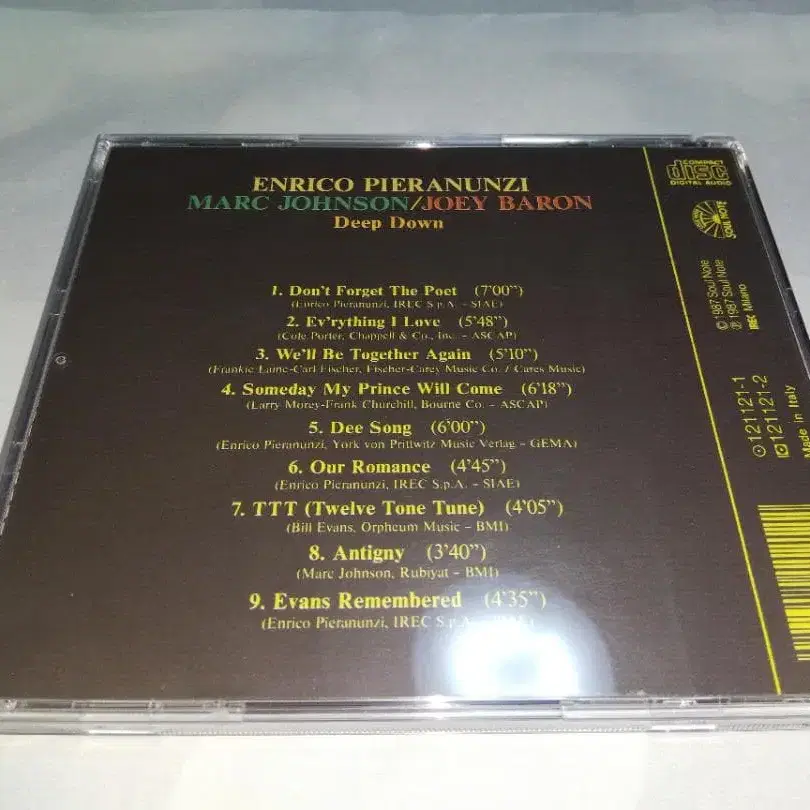 ENRICO PIERANUNZI
MARC JOHNSON/JOEY BARON
Deep Down
1. Don't Forget The Poet (7'00")
(Enrico Pieranunzi, IREC S.p.A. - SIAE)
2. Ev'rything I Love (5'48")
(Cole Porter, Chappell & Co., Inc. - ASCAP)
3. We'll Be Together Again (5'10")
(Frankie Laine-Carl Fischer, Fischer-Carey Music Co. / Cares Music)
4. Someday My Prince Will Come (6'18")
(Larry Morey-Frank Churchill, Bourne Co. - ASCAP)
5. Dee Song (6'00")
(Enrico Pieranunzi, York von Prittwitz Music Verlag - GEMA)
6. Our Romance (4'45")
(Enrico Pieranunzi, IREC S.p.A. - SIAE)
7. TTT (Twelve Tone Tune) (4'05")
(Bill Evans, Orpheum Music - BMI)
8. Antigny (3'40")
(Marc Johnson, Rubiyat - BMI)
9. Evans Remembered (4'35")
(Enrico Pieranunzi, IREC S.p.A. - SIAE)
COMPACT
disc
DIGITAL AUDIO
SOUL NOTE
© 1987 Soul Note
℗ 1987 Soul Note
IREC Milano
121121-1
121121-2
Made in Italy